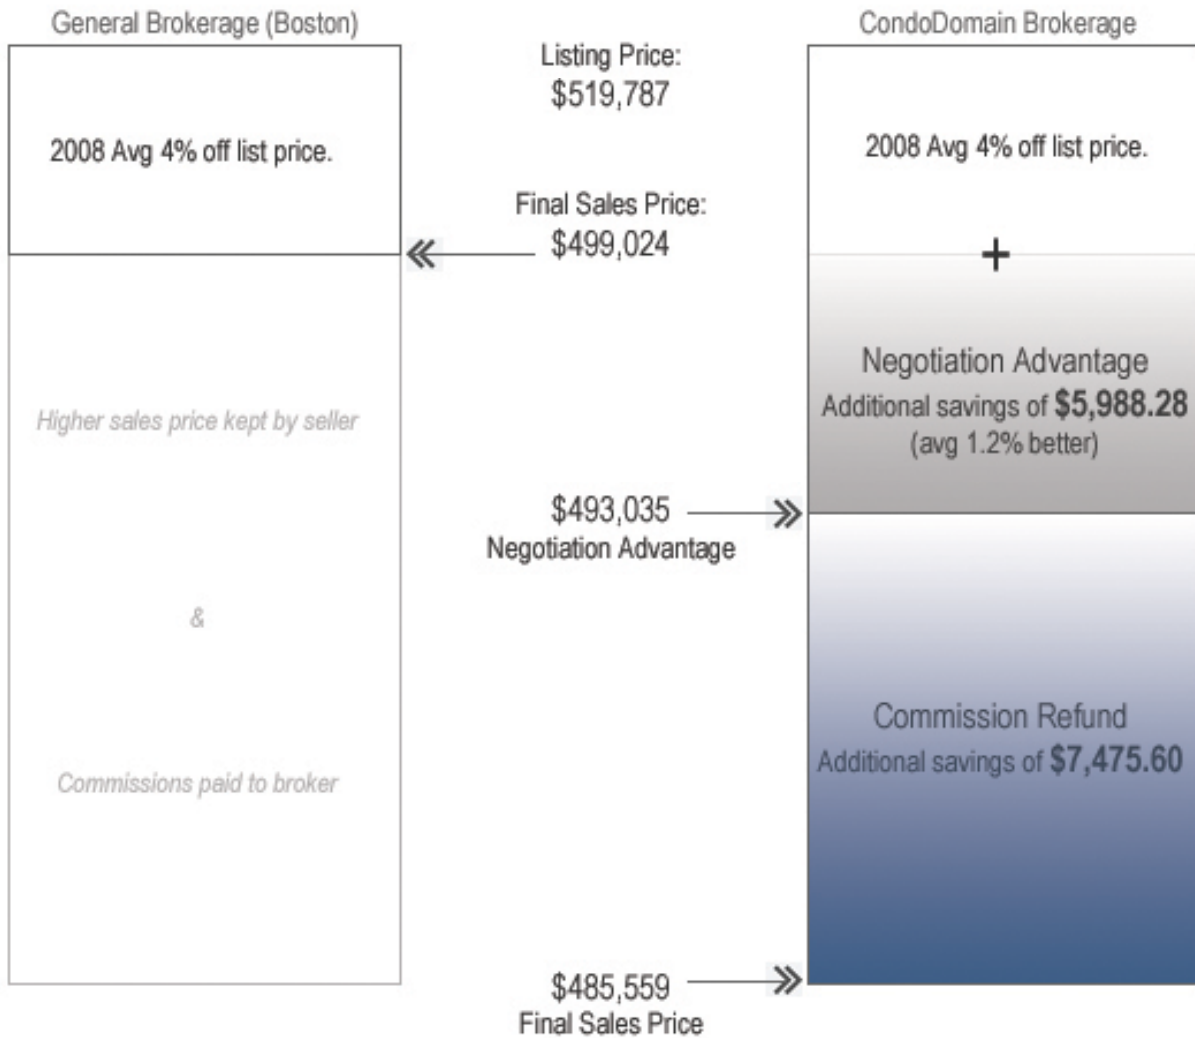 General Brokerage (Boston)
2008 Avg 4% off list price.
Higher sales price kept by seller
&
Commissions paid to broker
Listing Price:
$519,787
Final Sales Price:
$499,024
$493,035
Negotiation Advantage
$485,559
Final Sales Price
CondoDomain Brokerage
2008 Avg 4% off list price.
+
Negotiation Advantage
Additional savings of $5,988.28
(avg 1.2% better)
Commission Refund
Additional savings of $7,475.60